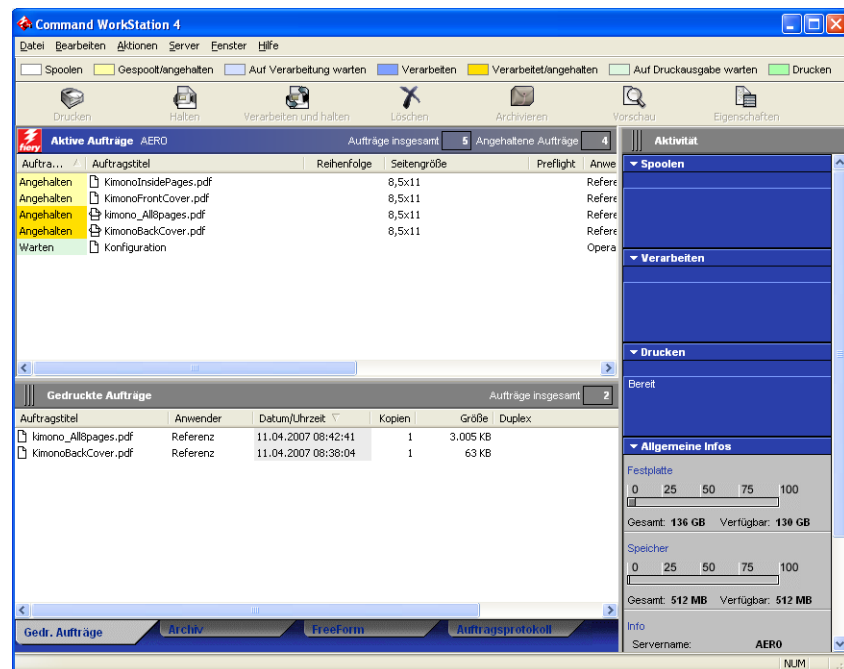 Command WorkStation 4
Datei Bearbeiten Aktionen Server Fenster Hilfe
Spoolen Gespoolt/angehalten Auf Verarbeitung warten Verarbeiten Verarbeitet/angehalten Auf Druckausgabe warten Drucken
Drucken Halten Verarbeiten und halten Löschen Archivieren Vorschau Eigenschaften
fiery Aktive Aufträge AERO Aufträge insgesamt 5 Angehaltene Aufträge 4
Auftra... Auftragstitel Reihenfolge Seitengröße Preflight Anwe
Angehalten KimonoInsidePages.pdf 8,5x11 Refere
Angehalten KimonoFrontCover.pdf 8,5x11 Refere
Angehalten kimono_All8pages.pdf 8,5x11 Refere
Angehalten KimonoBackCover.pdf 8,5x11 Refere
Warten Konfiguration Opera
Gedruckte Aufträge Aufträge insgesamt 2
Auftragstitel Anwender Datum/Uhrzeit Kopien Größe Duplex
kimono_All8pages.pdf Referenz 11.04.2007 08:42:41 1 3.005 KB
KimonoBackCover.pdf Referenz 11.04.2007 08:38:04 1 63 KB
Gedr. Aufträge Archiv FreeForm Auftragsprotokoll
Aktivität
Spoolen
Verarbeiten
Drucken
Bereit
Allgemeine Infos
Festplatte
0 25 50 75 100
Gesamt: 136 GB Verfügbar: 130 GB
Speicher
0 25 50 75 100
Gesamt: 512 MB Verfügbar: 512 MB
Info
Servername: AERO
NUM